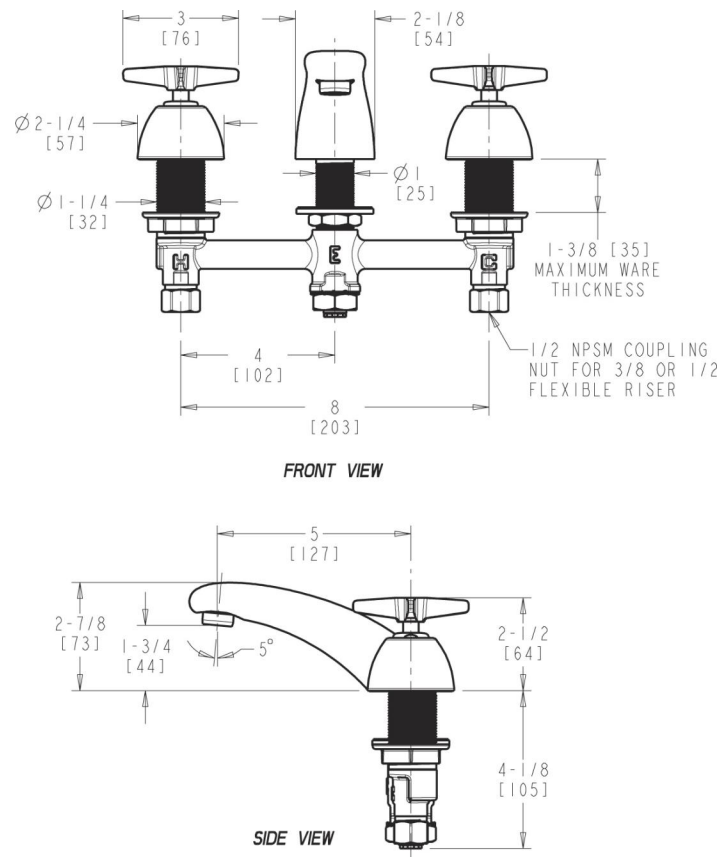 3
[76]
2-1/8
[54]
Ø2-1/4
[57]
Ø1
[25]
Ø1-1/4
[32]
H
E
C
1-3/8 [35]
MAXIMUM WARE
THICKNESS
4
[102]
1/2 NPSM COUPLING
NUT FOR 3/8 OR 1/2
FLEXIBLE RISER
8
[203]
FRONT VIEW
5
[127]
2-7/8
[73]
1-3/4
[44]
5°
2-1/2
[64]
4-1/8
[105]
SIDE VIEW